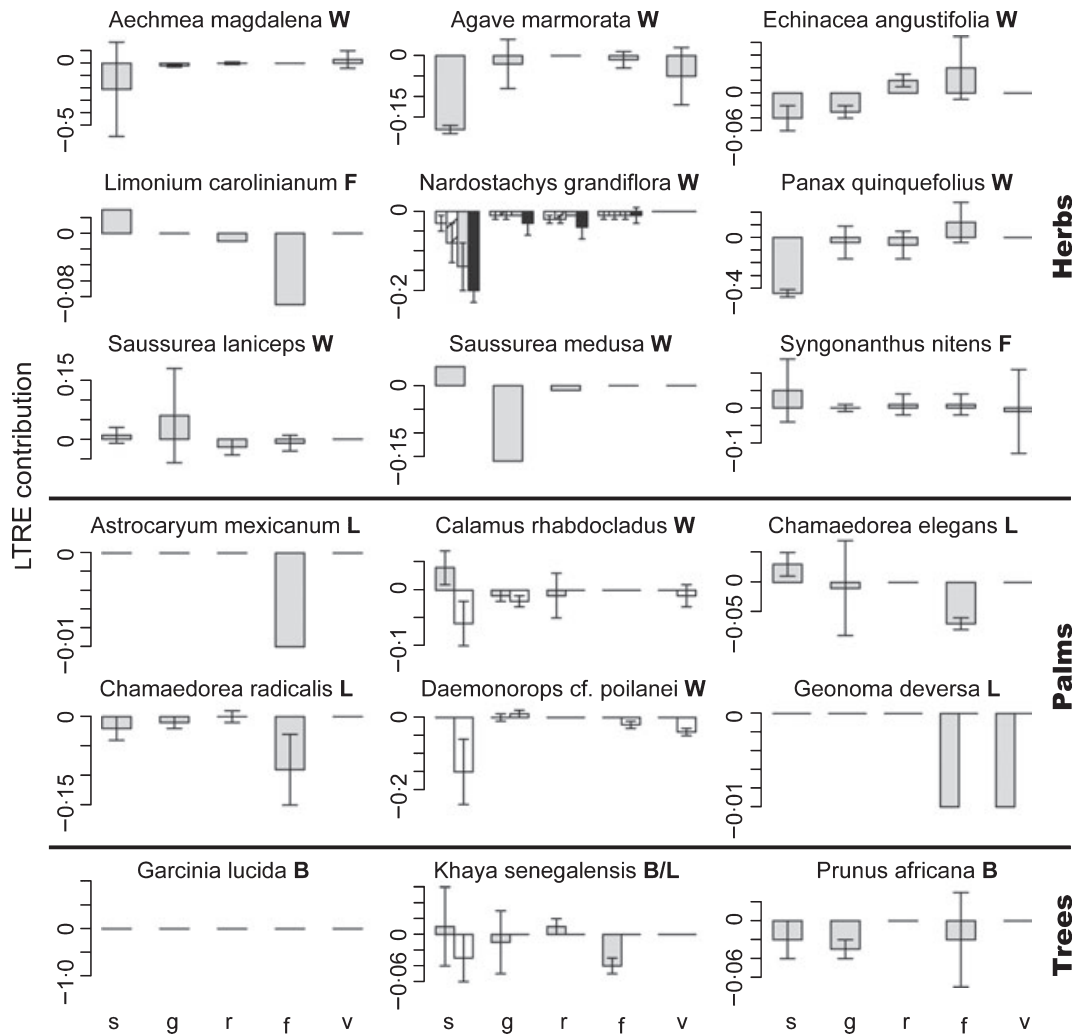 Aechmea magdalena W
Agave marmorata W
Echinacea angustifolia W
0
−0·5
0
−0·15
0
−0·06
Limonium carolinianum F
Nardostachys grandiflora W
Panax quinquefolius W
0
−0·08
0
−0·2
0
−0·4
Herbs
Saussurea laniceps W
Saussurea medusa W
Syngonanthus nitens F
0·15
0
0
−0·15
0
−0·1
LTRE contribution
Astrocaryum mexicanum L
Calamus rhabdocladus W
Chamaedorea elegans L
0
−0·01
0
−0·1
0
−0·05
Palms
Chamaedorea radicalis L
Daemonorops cf. poilanei W
Geonoma deversa L
0
−0·15
0
−0·2
0
−0·01
Garcinia lucida B
Khaya senegalensis B/L
Prunus africana B
0
−1·0
0
−0·06
0
−0·06
Trees
s g r f v
s g r f v
s g r f v